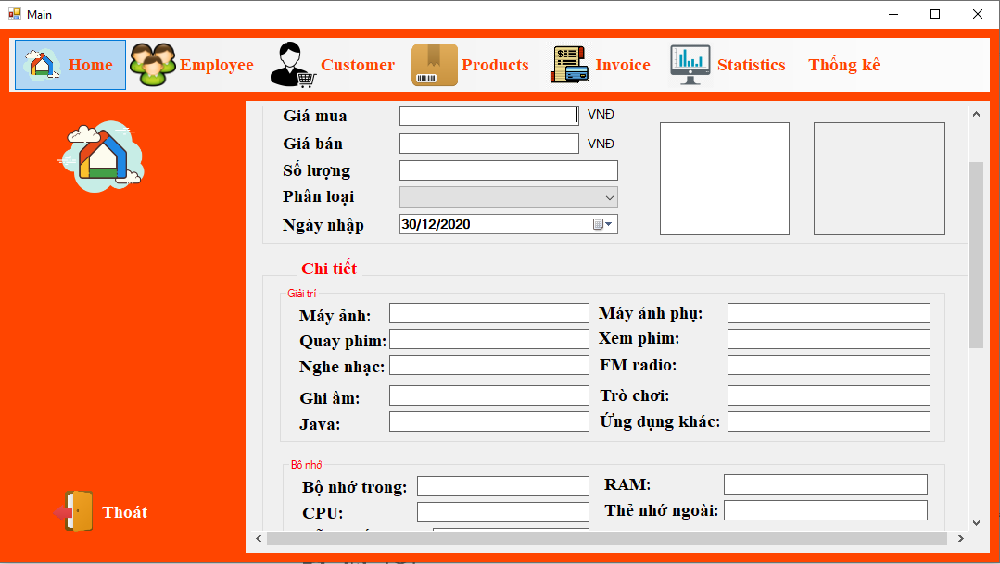 Main
Home Employee Customer Products Invoice Statistics Thống kê
Giá mua VNĐ
Giá bán VNĐ
Số lượng
Phân loại
Ngày nhập 30/12/2020
Chi tiết
Giải trí
Máy ảnh: Máy ảnh phụ:
Quay phim: Xem phim:
Nghe nhạc: FM radio:
Ghi âm: Trò chơi:
Java: Ứng dụng khác:
Bộ nhớ
Bộ nhớ trong: RAM:
CPU: Thẻ nhớ ngoài:
Thoát